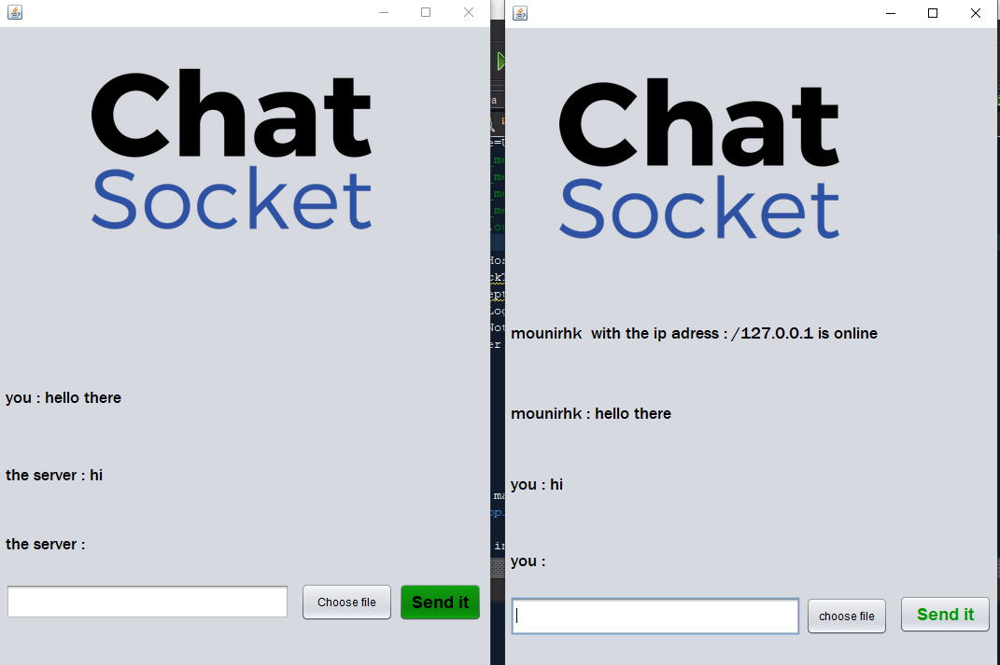 Chat
Socket
you : hello there
the server : hi
the server :
Choose file
Send it
Chat
Socket
mounirhk  with the ip adress : /127.0.0.1 is online
mounirhk : hello there
you : hi
you :
choose file
Send it